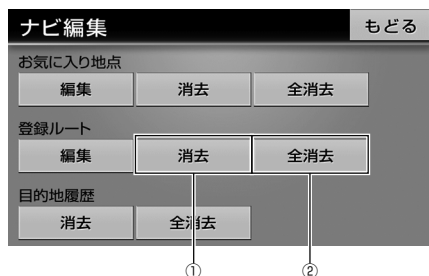 ナビ編集 もどる
お気に入り地点
編集 消去 全消去
登録ルート
編集 消去 全消去
目的地履歴
消去 全消去
① ②